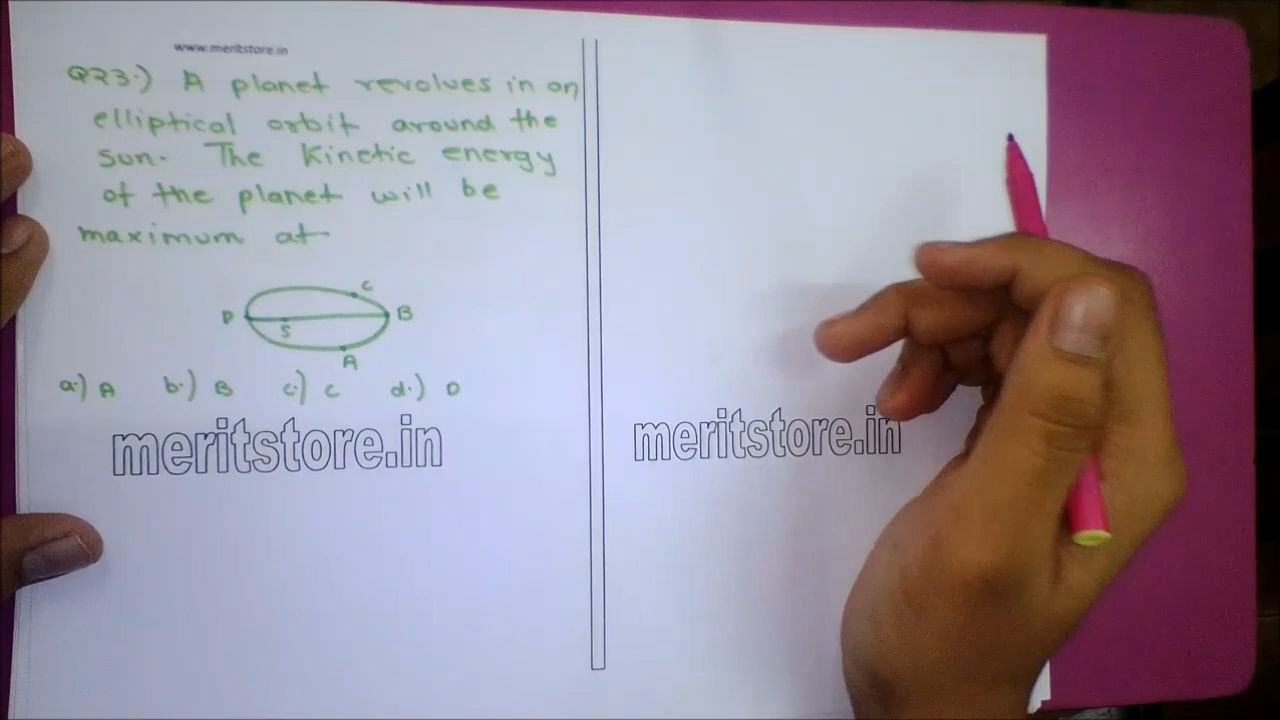 www.meritstore.in
Q23.) A planet revolves in an
elliptical orbit around the
sun. The Kinetic energy
of the planet will be
maximum at
C
D
B
S
A
a.) A b.) B c.) C d.) D
meritstore.in
meritstore.in